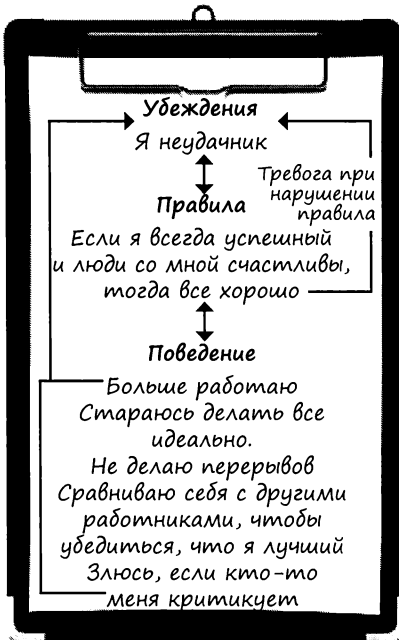 Убеждения
Я неудачник
Тревога при
нарушении
правила
Правила
Если я всегда успешный
и люди со мной счастливы,
тогда все хорошо
Поведение
Больше работаю
Стараюсь делать все
идеально.
Не делаю перерывов
Сравниваю себя с другими
работниками, чтобы
убедиться, что я лучший
Злюсь, если кто-то
меня критикует